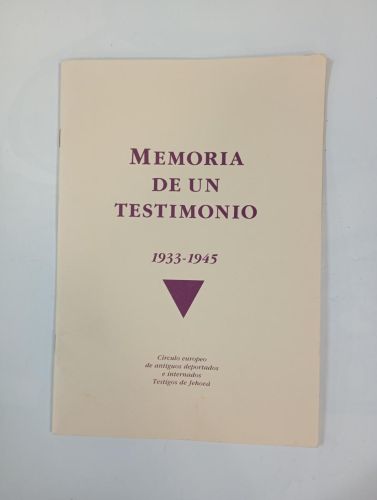 MEMORIA
DE UN
TESTIMONIO
1933-1945
Círculo europeo
de antiguos deportados
e internados
Testigos de Jehová